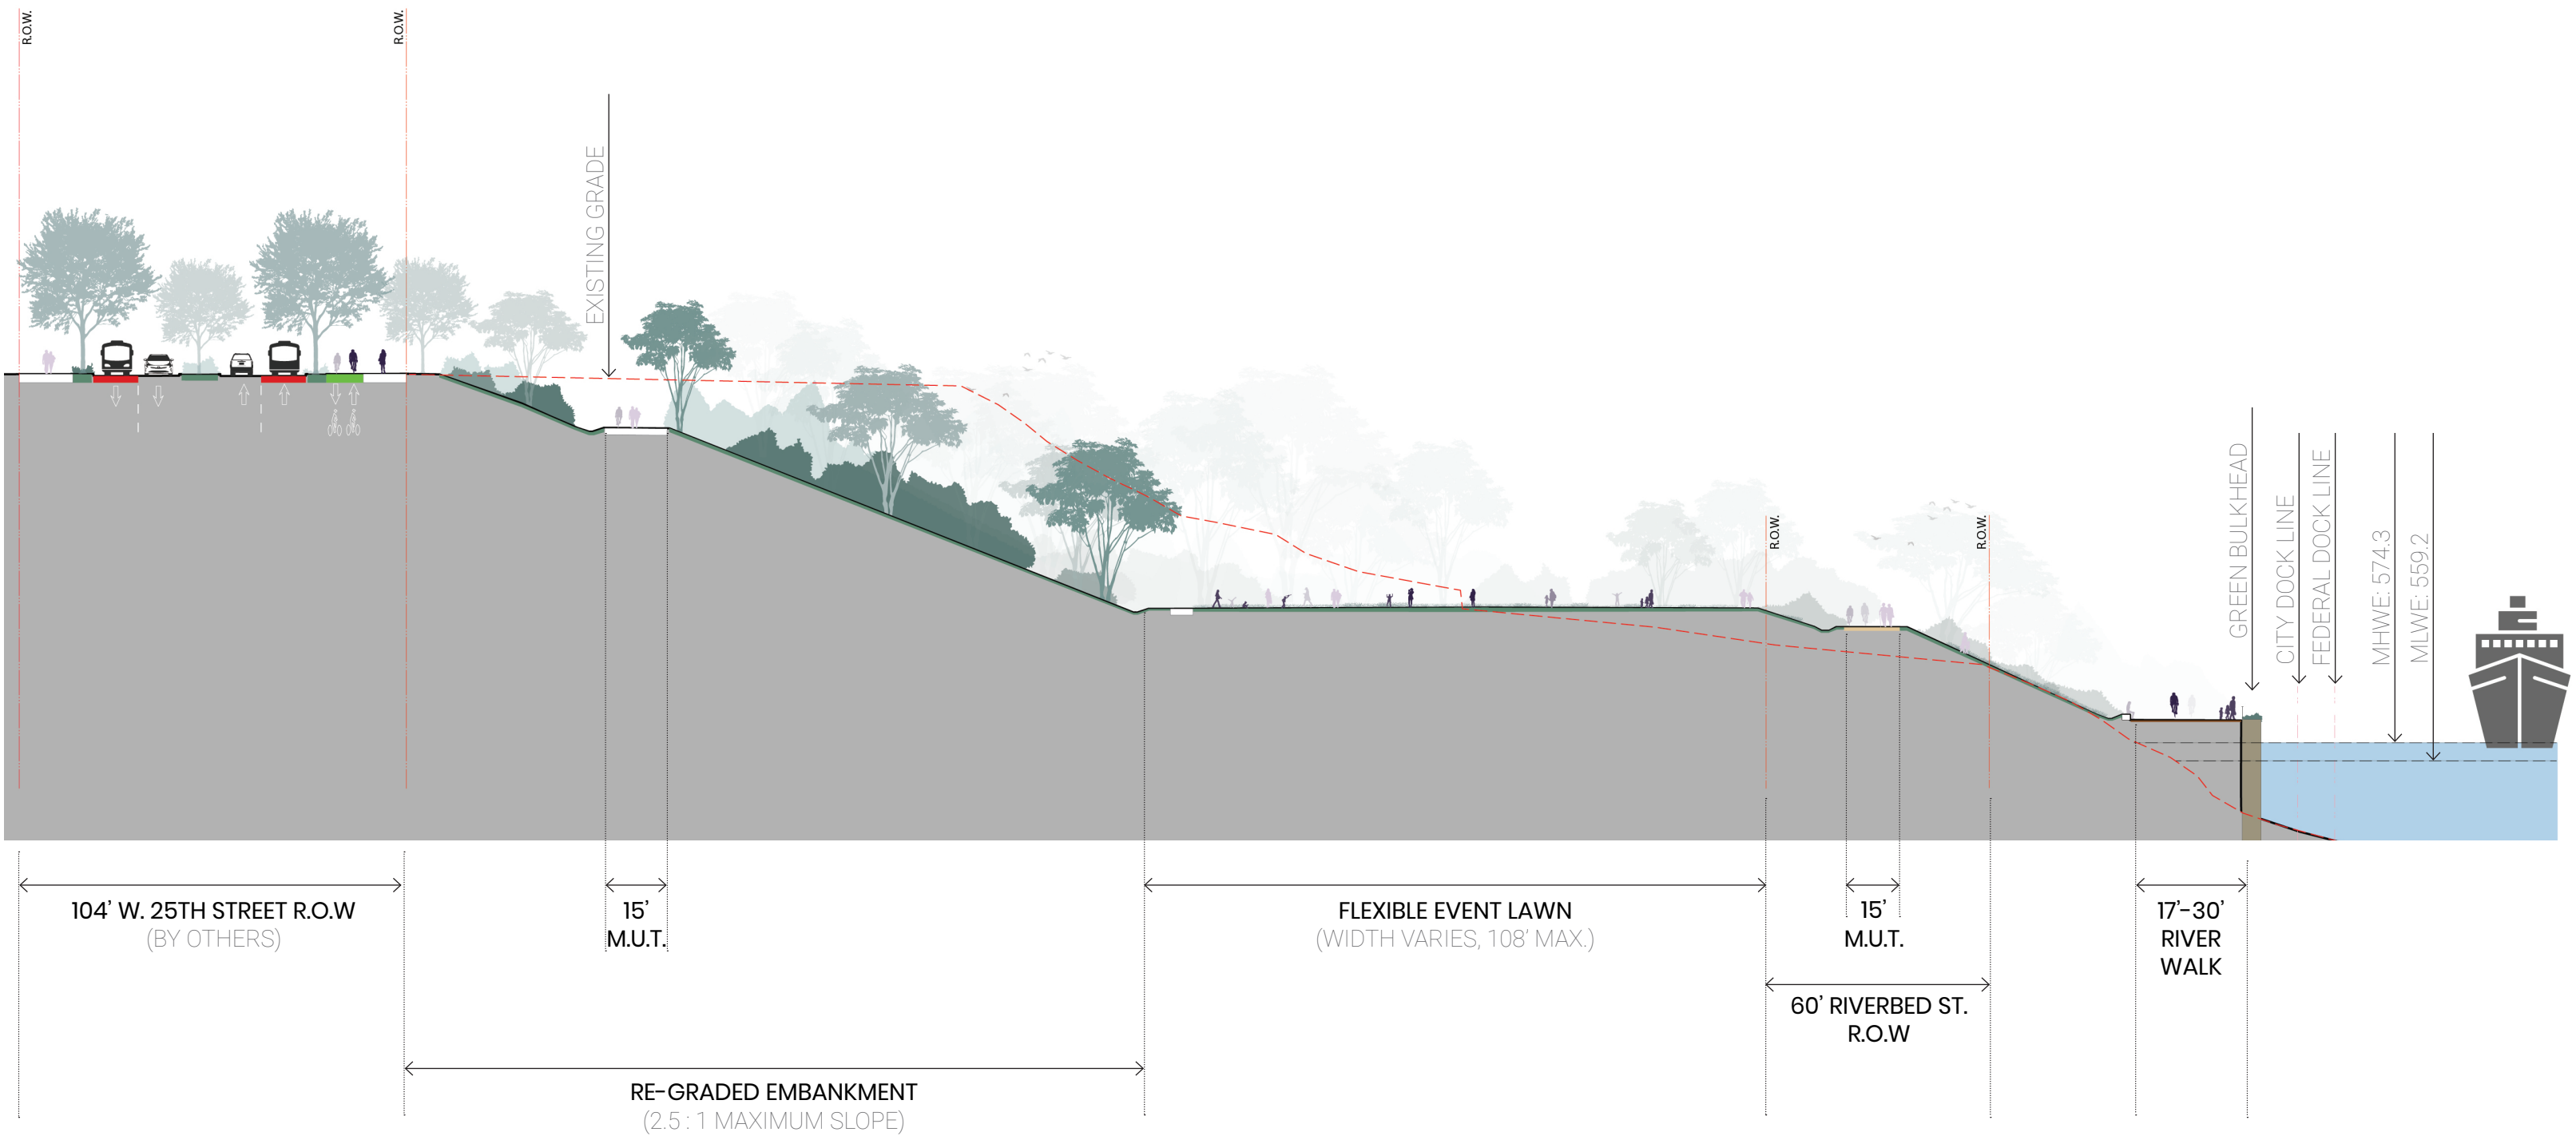 R.O.W.
R.O.W.
EXISTING GRADE
R.O.W.
R.O.W.
GREEN BULKHEAD
CITY DOCK LINE
FEDERAL DOCK LINE
MHWE: 574.3
MLWE: 559.2
104’ W. 25TH STREET R.O.W
(BY OTHERS)
15’
M.U.T.
FLEXIBLE EVENT LAWN
(WIDTH VARIES, 108’ MAX.)
15’
M.U.T.
17’-30’
RIVER
WALK
60’ RIVERBED ST.
R.O.W
RE-GRADED EMBANKMENT
(2.5 : 1 MAXIMUM SLOPE)